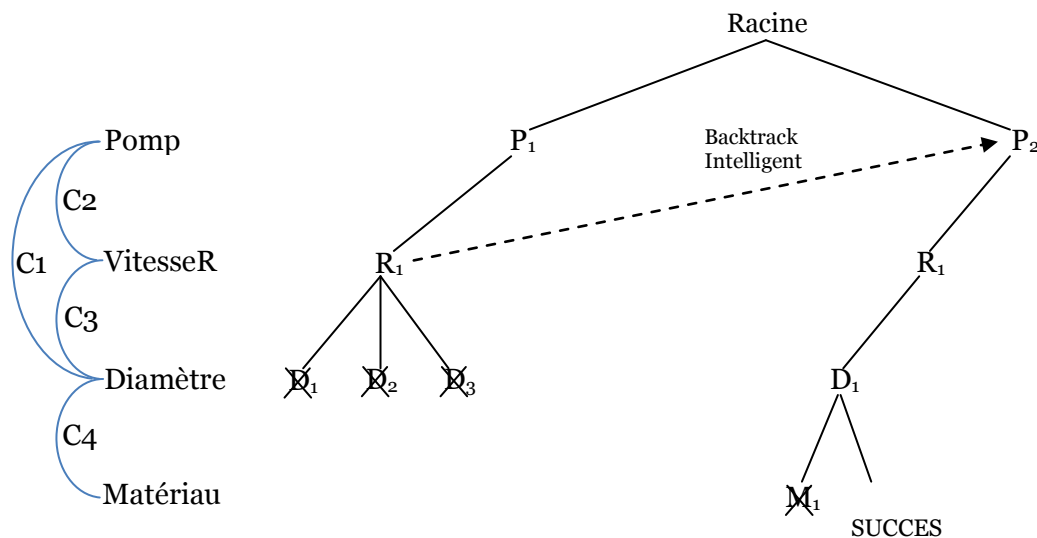 Racine
Pomp
P₁
Backtrack
Intelligent
P₂
C2
C1
VitesseR
R₁
R₁
C3
Diamètre
D₁
D₂
D₃
D₁
C4
Matériau
M₁
SUCCES